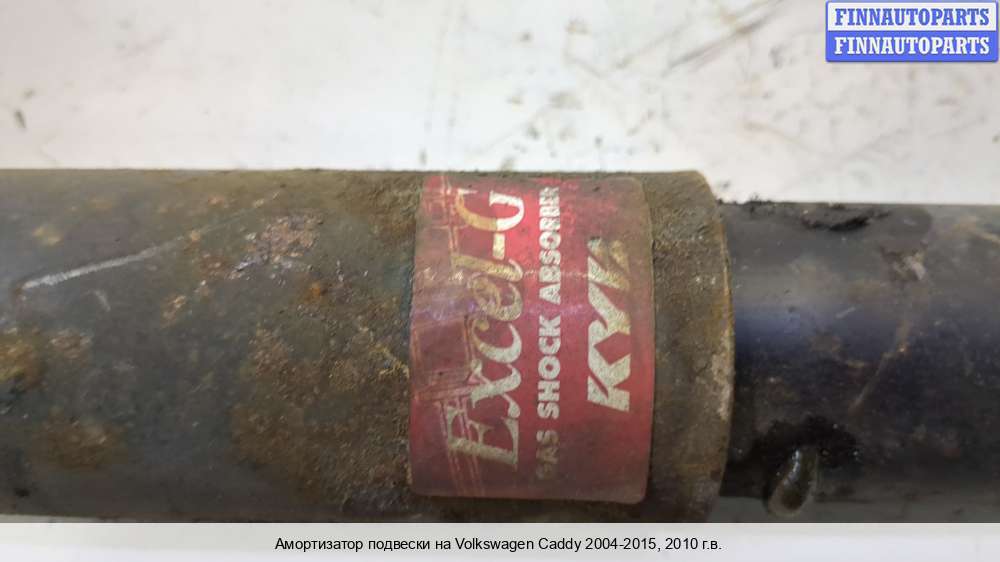 FINNAUTOPARTS
FINNAUTOPARTS
Excel-G
GAS SHOCK ABSORBER
KYB
Амортизатор подвески на Volkswagen Caddy 2004-2015, 2010 г.в.